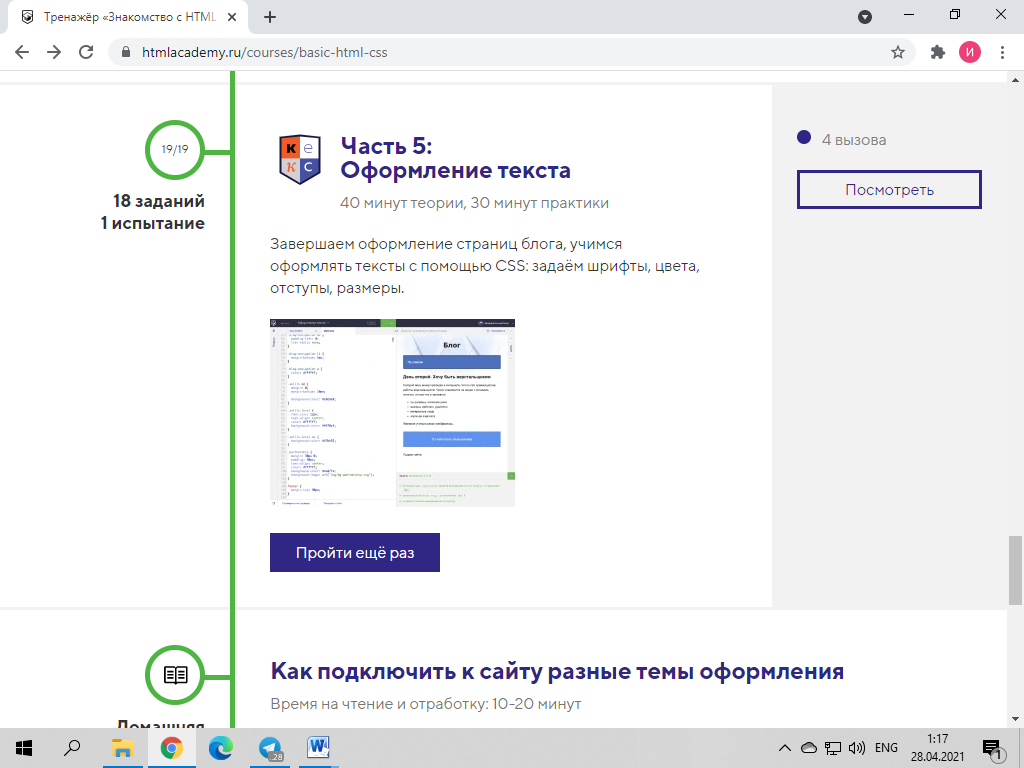 Тренажёр «Знакомство с HTML
htmlacademy.ru/courses/basic-html-css
И
19/19
18 заданий
1 испытание
К е
К С
Часть 5:
Оформление текста
40 минут теории, 30 минут практики
4 вызова
Посмотреть
Завершаем оформление страниц блога, учимся
оформлять тексты с помощью CSS: задаём шрифты, цвета,
отступы, размеры.
Блог
День второй. Хочу быть верстальщиком
Пройти ещё раз
Как подключить к сайту разные темы оформления
Время на чтение и отработку: 10-20 минут
Домашняя
28
W
ENG
1:17
28.04.2021
1